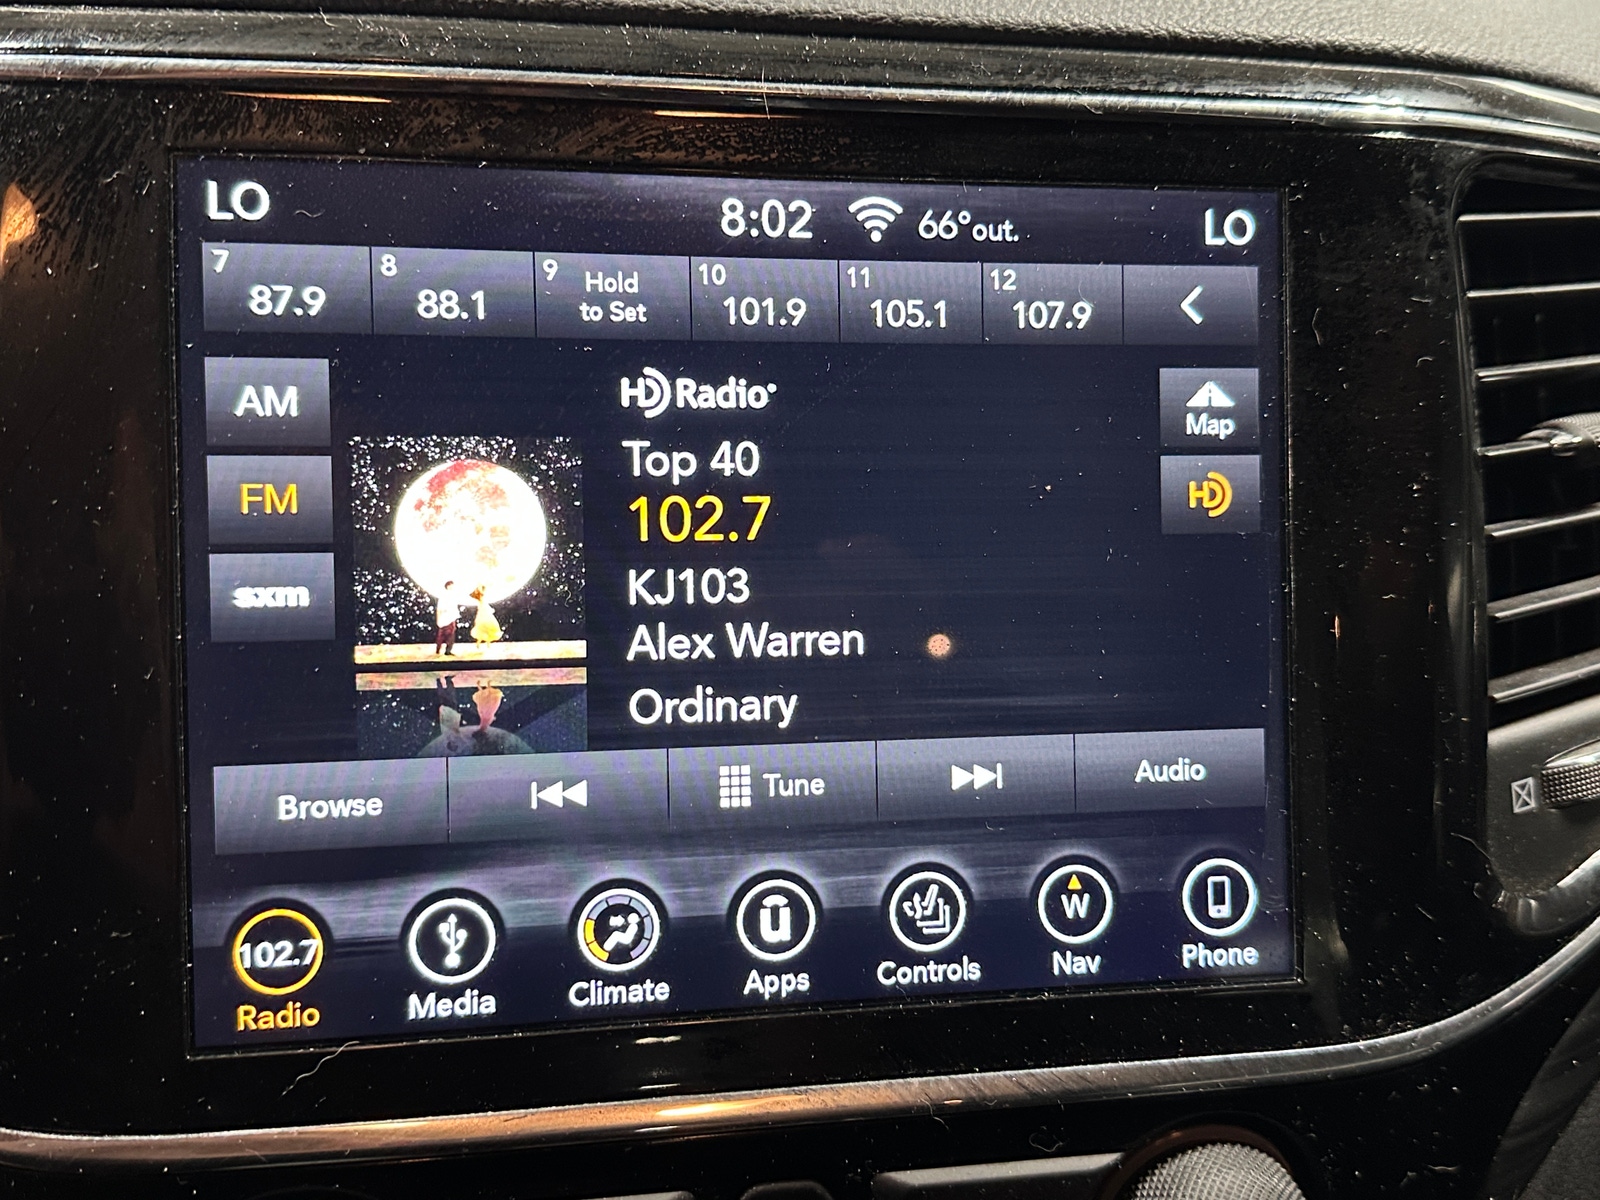 LO 8:02 66° out. LO
7 8 9 10 11 12
87.9 88.1 Hold to Set 101.9 105.1 107.9
AM
FM
sxm
HD Radio
Top 40
102.7
KJ103
Alex Warren
Ordinary
Map
HD
Browse Tune Audio
102.7 u W
Radio Media Climate Apps Controls Nav Phone